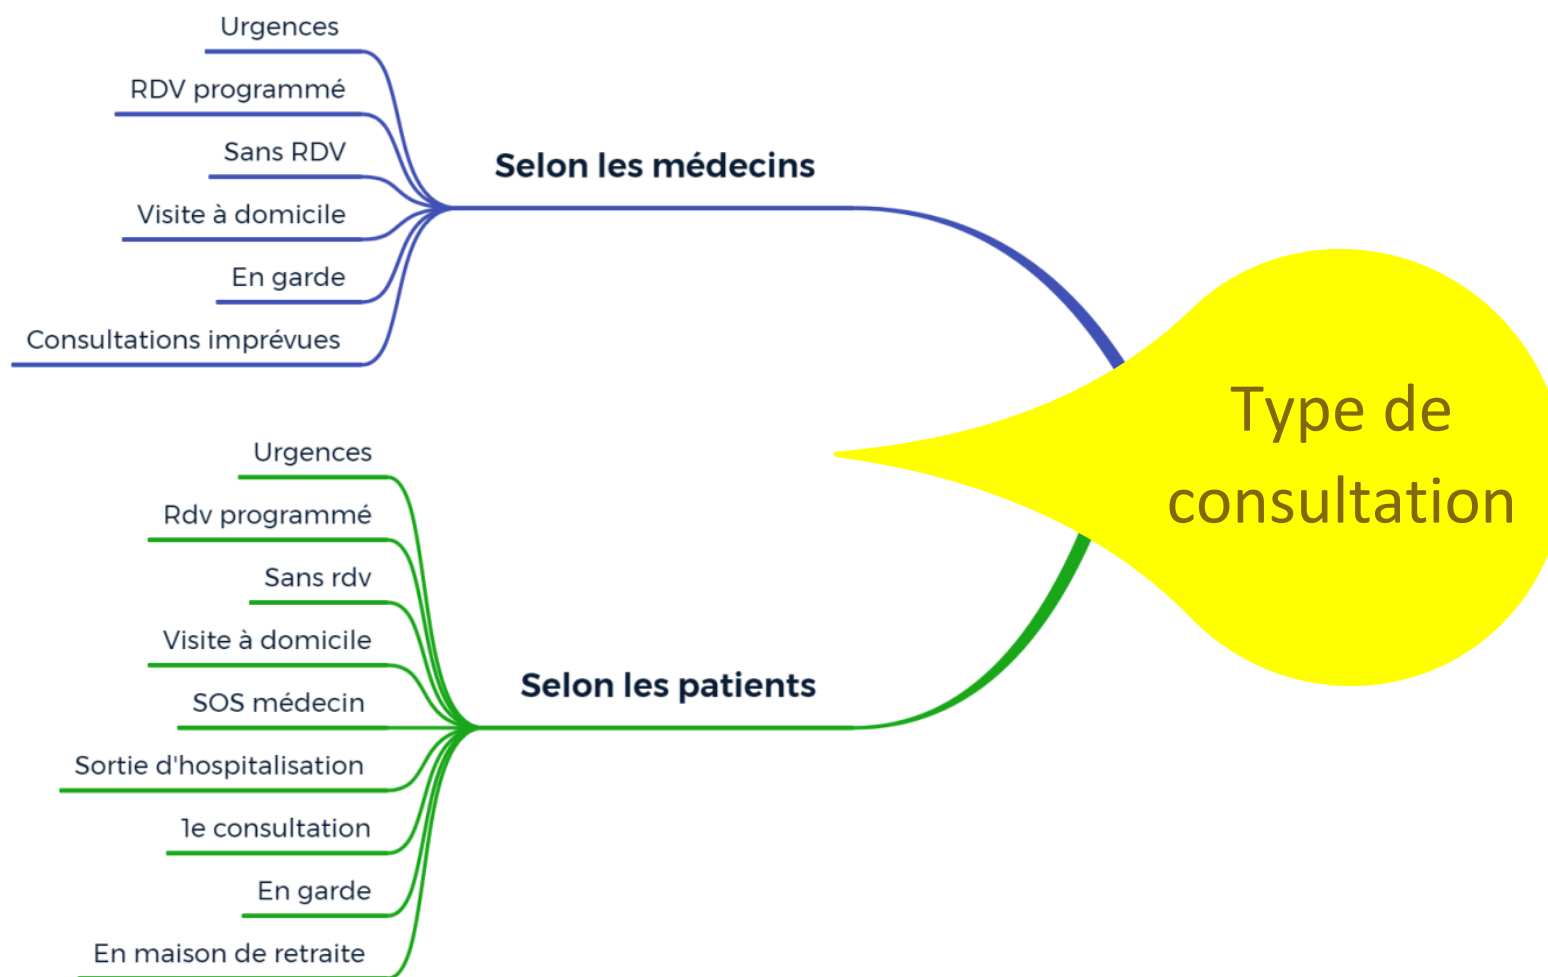 Urgences
RDV programmé
Sans RDV
Visite à domicile
En garde
Consultations imprévues
Selon les médecins
Urgences
Rdv programmé
Sans rdv
Visite à domicile
SOS médecin
Sortie d'hospitalisation
1e consultation
En garde
En maison de retraite
Selon les patients
Type de
consultation